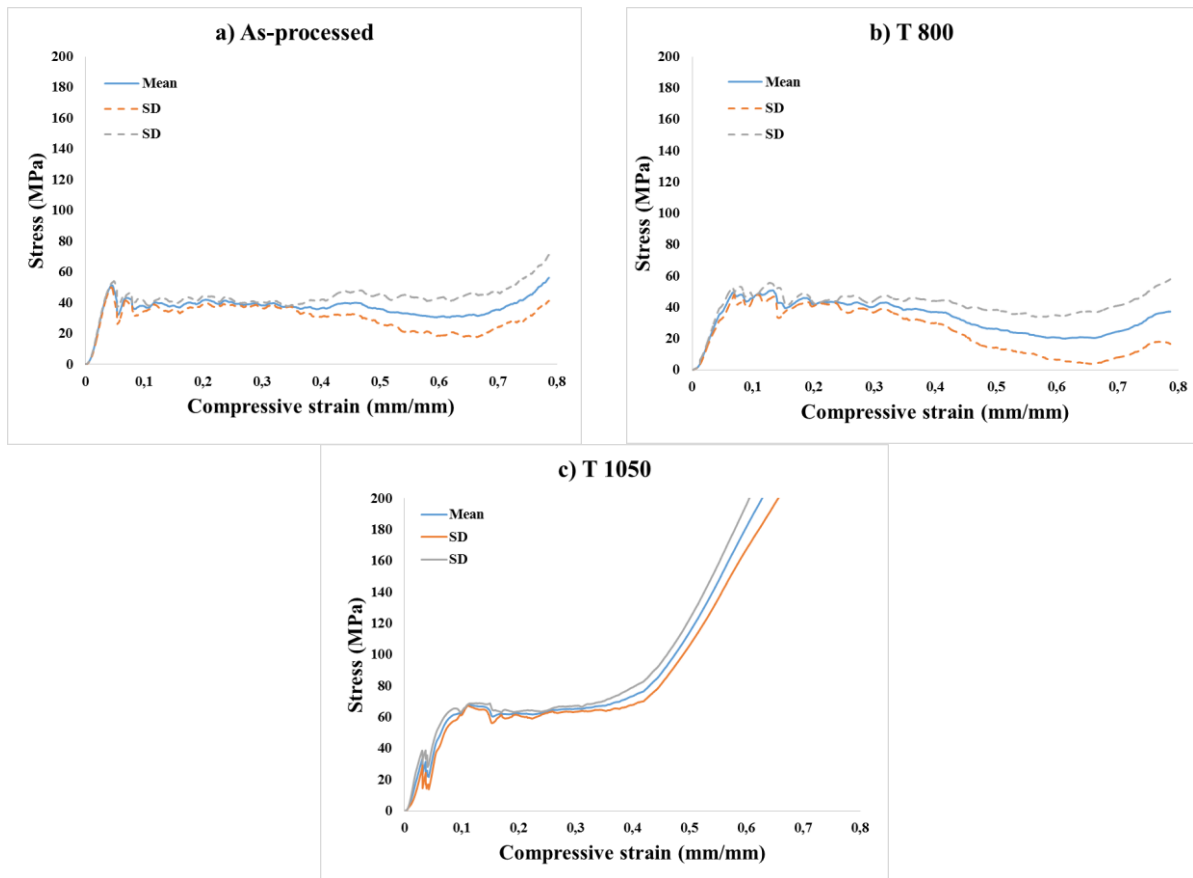 a) As-processed
200
180
160
140
120
100
80
60
40
20
0
Stress (MPa)
Mean
SD
SD
0 0,1 0,2 0,3 0,4 0,5 0,6 0,7 0,8
Compressive strain (mm/mm)
b) T 800
200
180
160
140
120
100
80
60
40
20
0
Stress (MPa)
Mean
SD
SD
0 0,1 0,2 0,3 0,4 0,5 0,6 0,7 0,8
Compressive strain (mm/mm)
c) T 1050
200
180
160
140
120
100
80
60
40
20
0
Stress (MPa)
Mean
SD
SD
0 0,1 0,2 0,3 0,4 0,5 0,6 0,7 0,8
Compressive strain (mm/mm)